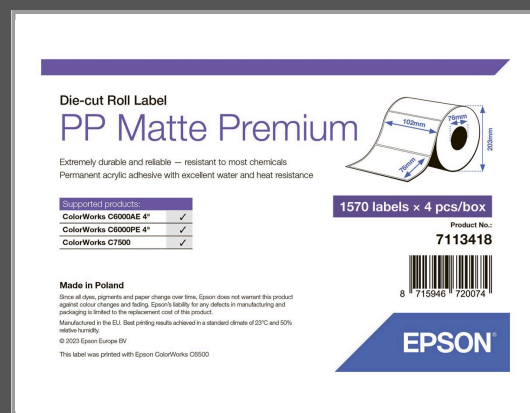 Die-cut Roll Label
PP Matte Premium
Extremely durable and reliable — resistant to most chemicals
Permanent acrylic adhesive with excellent water and heat resistance
102mm
76mm
203mm
76mm
Supported products:
ColorWorks C6000AE 4" ✓
ColorWorks C6000PE 4" ✓
ColorWorks C7500 ✓
1570 labels × 4 pcs/box
Product No.:
7113418
8 715946 720074
Made in Poland
Since all dyes, pigments and paper change over time, Epson does not warrant this product
against colour changes and fading. Epson's liability for any defects in manufacturing and
packaging is limited to the replacement cost of this product.
Manufactured in the EU. Best printing results achieved in a standard climate of 23°C and 50%
relative humidity.
© 2023 Epson Europe BV
This label was printed with Epson ColorWorks C6500
EPSON®